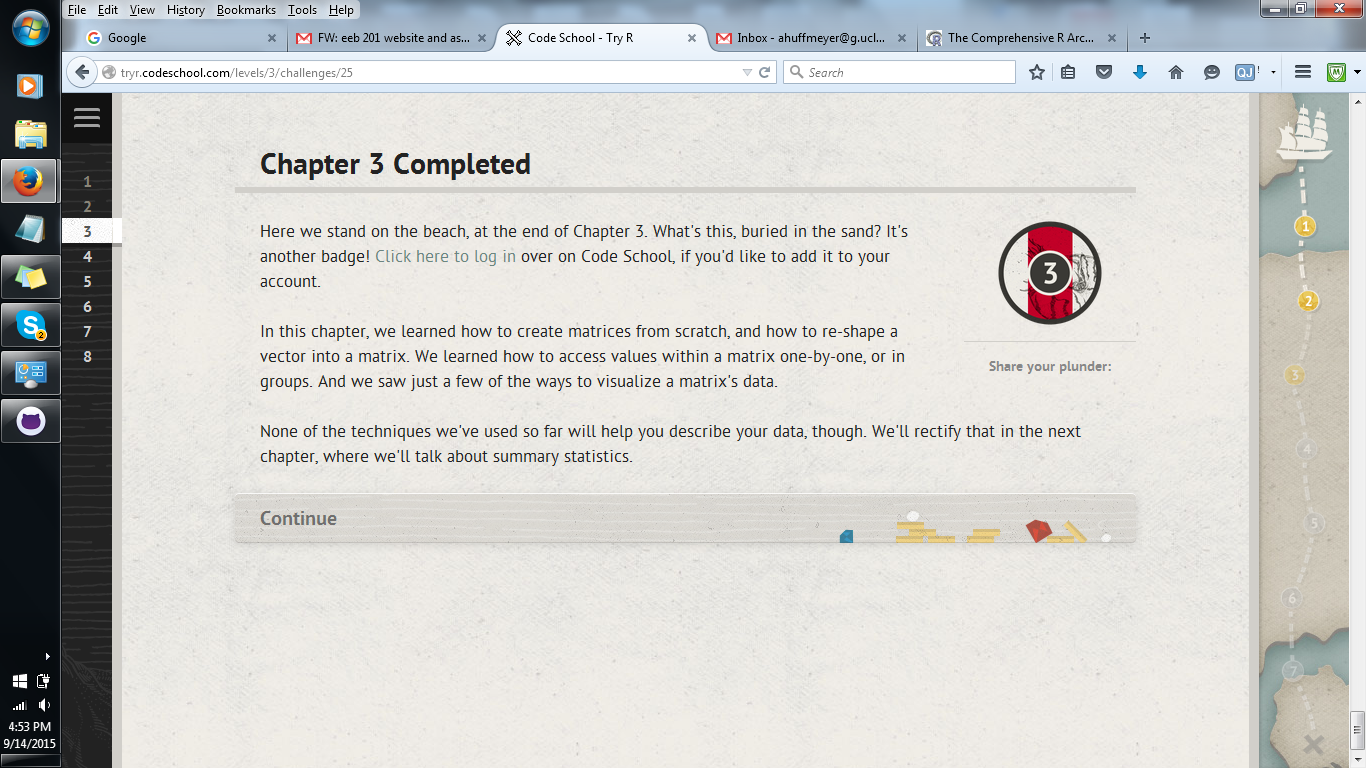 File Edit View History Bookmarks Tools Help
Google
FW: eeb 201 website and as...
Code School - Try R
Inbox - ahuffmeyer@g.ucl...
The Comprehensive R Arc...
tryr.codeschool.com/levels/3/challenges/25
Search
QJ !
1
2
3
4
5
6
7
8
Chapter 3 Completed
Here we stand on the beach, at the end of Chapter 3. What's this, buried in the sand? It's
another badge! Click here to log in over on Code School, if you'd like to add it to your
account.
3
Share your plunder:
In this chapter, we learned how to create matrices from scratch, and how to re-shape a
vector into a matrix. We learned how to access values within a matrix one-by-one, or in
groups. And we saw just a few of the ways to visualize a matrix's data.
None of the techniques we've used so far will help you describe your data, though. We'll rectify that in the next
chapter, where we'll talk about summary statistics.
Continue
1
2
3
4
5
6
7
2
4:53 PM
9/14/2015